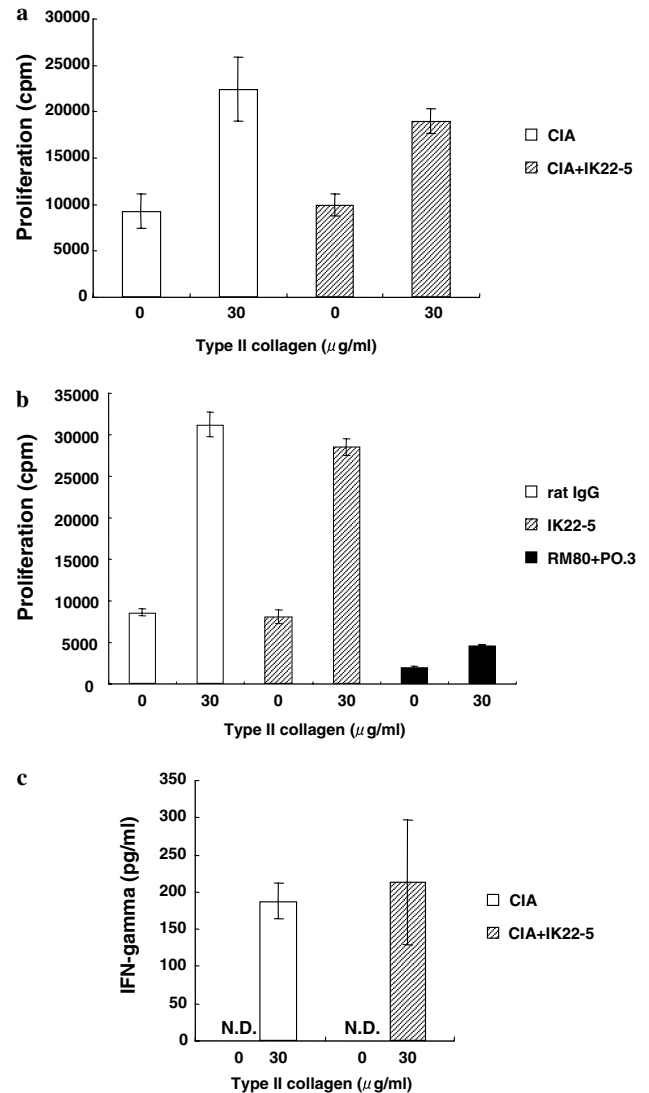 a
Proliferation (cpm)
30000
25000
20000
15000
10000
5000
0
0 30 0 30
Type II collagen (μg/ml)
CIA
CIA+IK22-5
b
Proliferation (cpm)
35000
30000
25000
20000
15000
10000
5000
0
0 30 0 30 0 30
Type II collagen (μg/ml)
rat IgG
IK22-5
RM80+PO.3
c
IFN-gamma (pg/ml)
350
300
250
200
150
100
50
0
N.D. N.D.
0 30 0 30
Type II collagen (μg/ml)
CIA
CIA+IK22-5